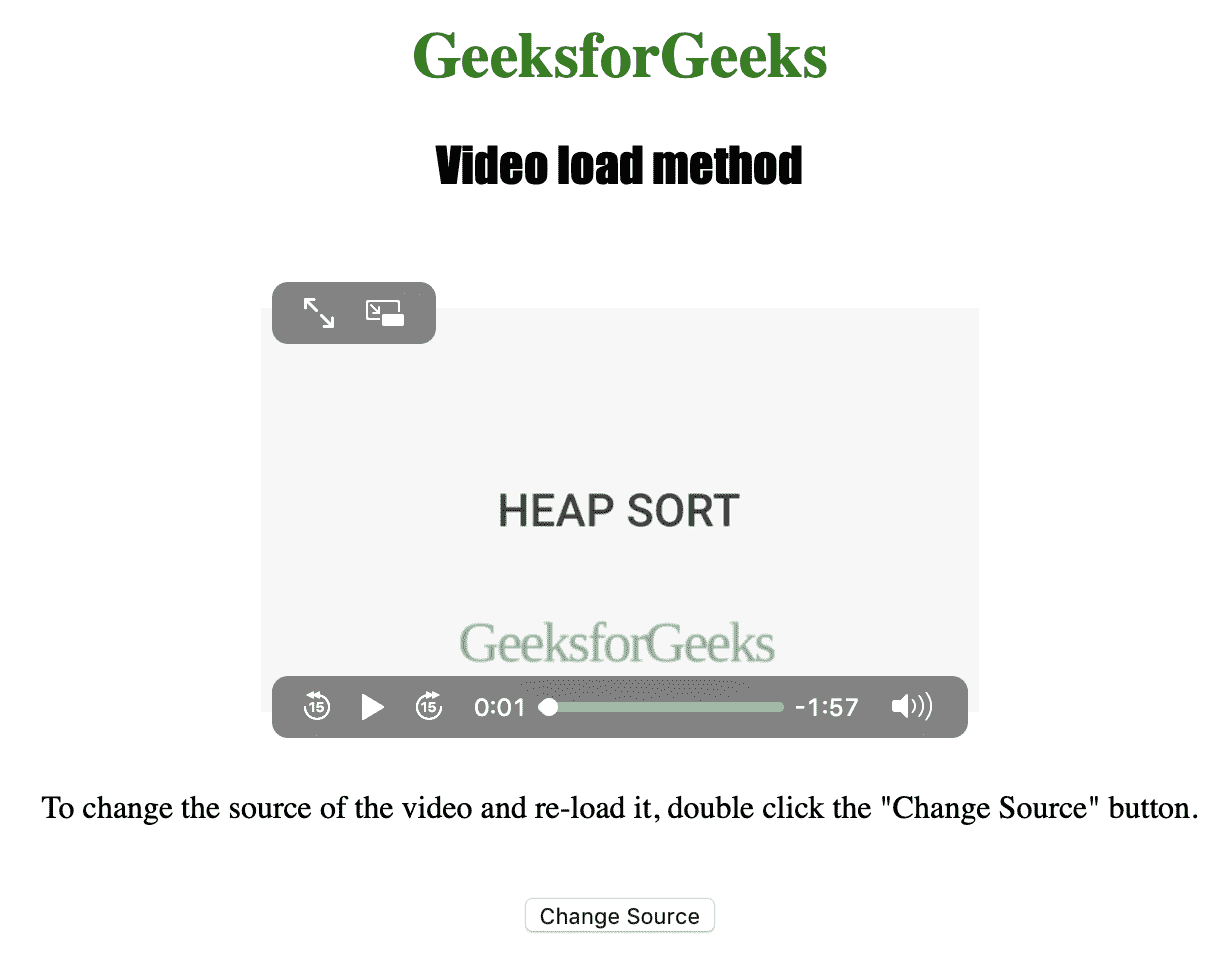 GeeksforGeeks
Video load method
HEAP SORT
GeeksforGeeks
15 15 0:01 -1:57
To change the source of the video and re-load it, double click the "Change Source" button.
Change Source